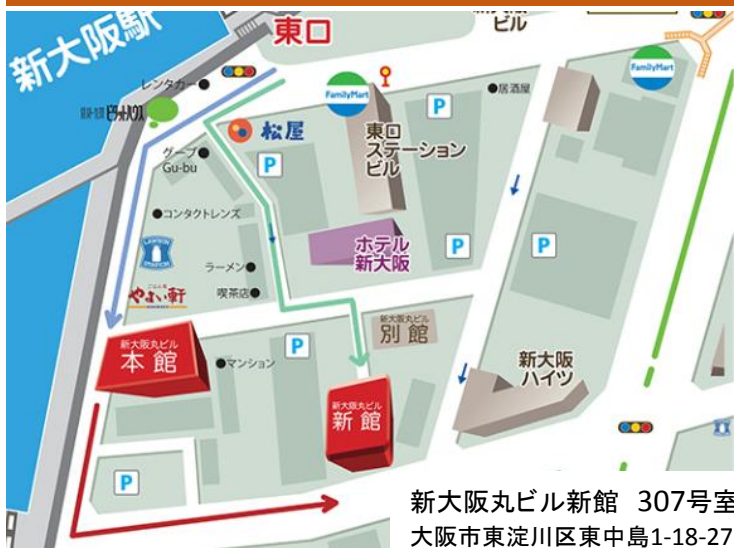 新大阪駅
東口
ビル
レンタカー
FamilyMart
FamilyMart
P
居酒屋
松屋
東口
ステーション
ビル
グーブ
Gu-bu
P
コンタクトレンズ
LAWSON
STATION
ホテル
新大阪
P
P
ラーメン
喫茶店
やよい軒
新大阪丸ビル
別館
新大阪丸ビル
本館
P
マンション
新大阪
ハイツ
新大阪丸ビル
新館
P
新大阪丸ビル新館 307号室
大阪市東淀川区東中島1-18-27